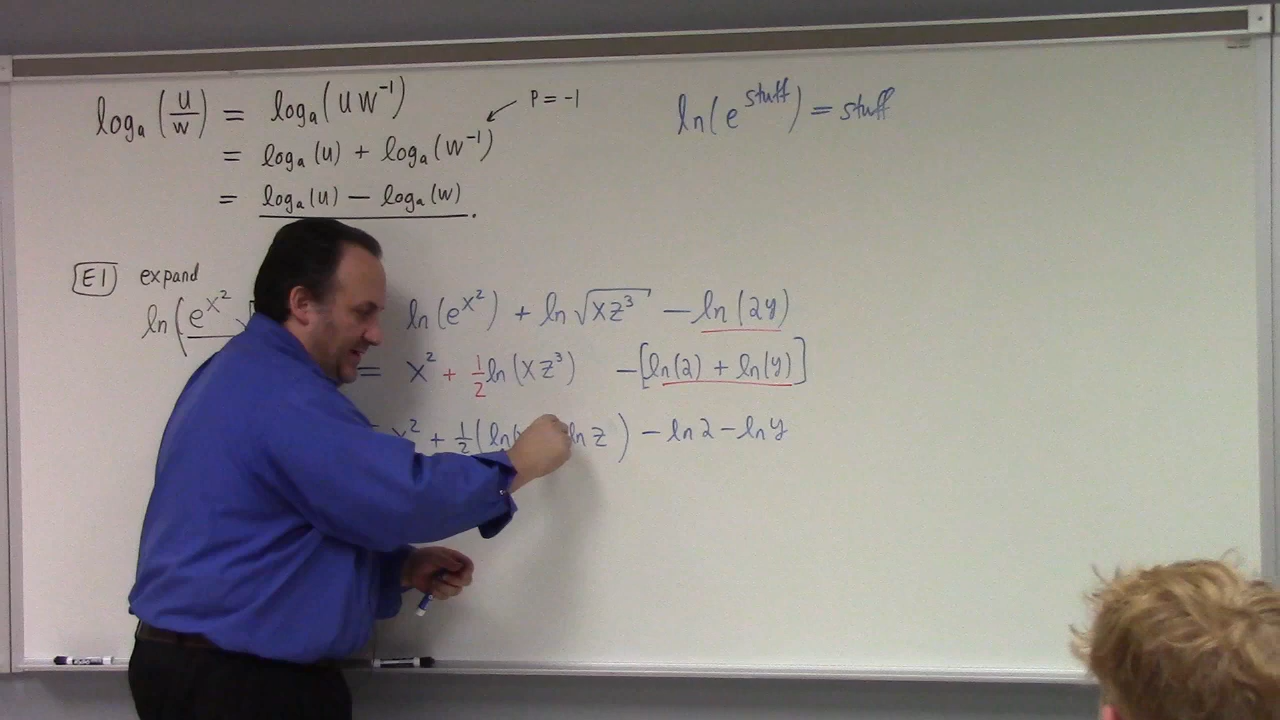 logₐ(u/w) = logₐ(uw⁻¹)
P = -1
= logₐ(u) + logₐ(w⁻¹)
= logₐ(u) − logₐ(w).
ln(e^stuff) = stuff
E1 expand
ln(e^x² √
ln(e^x²) + ln√xz³ − ln(2y)
= x² + 1/2 ln(xz³) − [ln(2) + ln(y)]
x² + 1/2(ln( ln z) − ln 2 − ln y